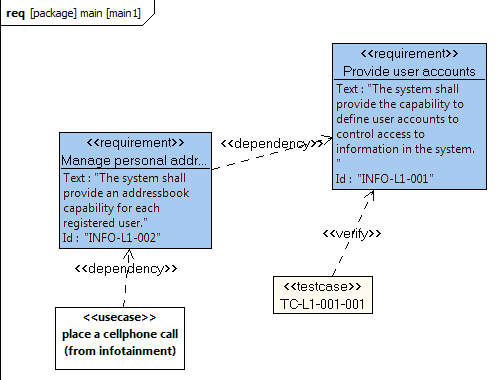 req [package] main [main1]
<<requirement>>
Provide user accounts
Text : "The system shall
provide the capability to
define user accounts to
control access to
information in the system.
"
Id : "INFO-L1-001"
<<dependency>>
<<requirement>>
Manage personal addr...
Text : "The system shall
provide an addressbook
capability for each
registered user."
Id : "INFO-L1-002"
<<verify>>
<<dependency>>
<<testcase>>
TC-L1-001-001
<<usecase>>
place a cellphone call
(from infotainment)